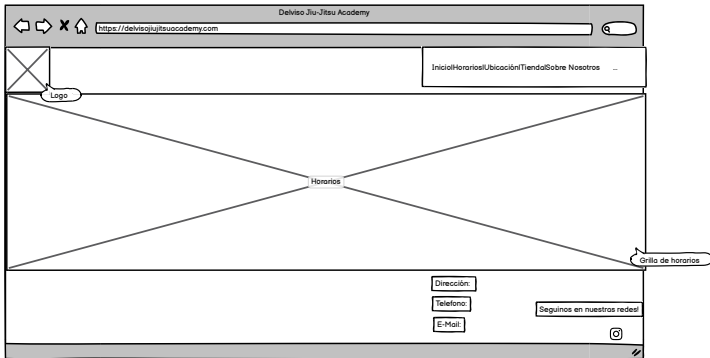 Delviso Jiu-Jitsu Academy
https://delvisojiujitsuacademy.com
Inicio|Horarios|Ubicación|Tienda|Sobre Nosotros ...
Logo
Horarios
Grilla de horarios
Dirección:
Telefono:
E-Mail:
Seguinos en nuestras redes!